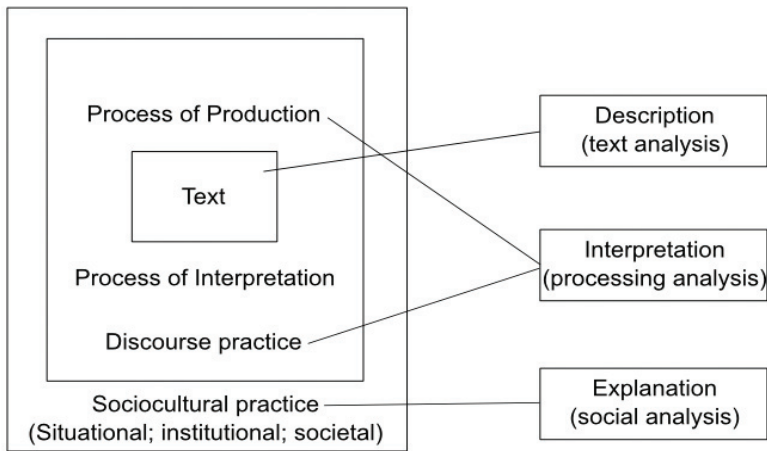 Process of Production
Text
Process of Interpretation
Discourse practice
Sociocultural practice
(Situational; institutional; societal)
Description
(text analysis)
Interpretation
(processing analysis)
Explanation
(social analysis)